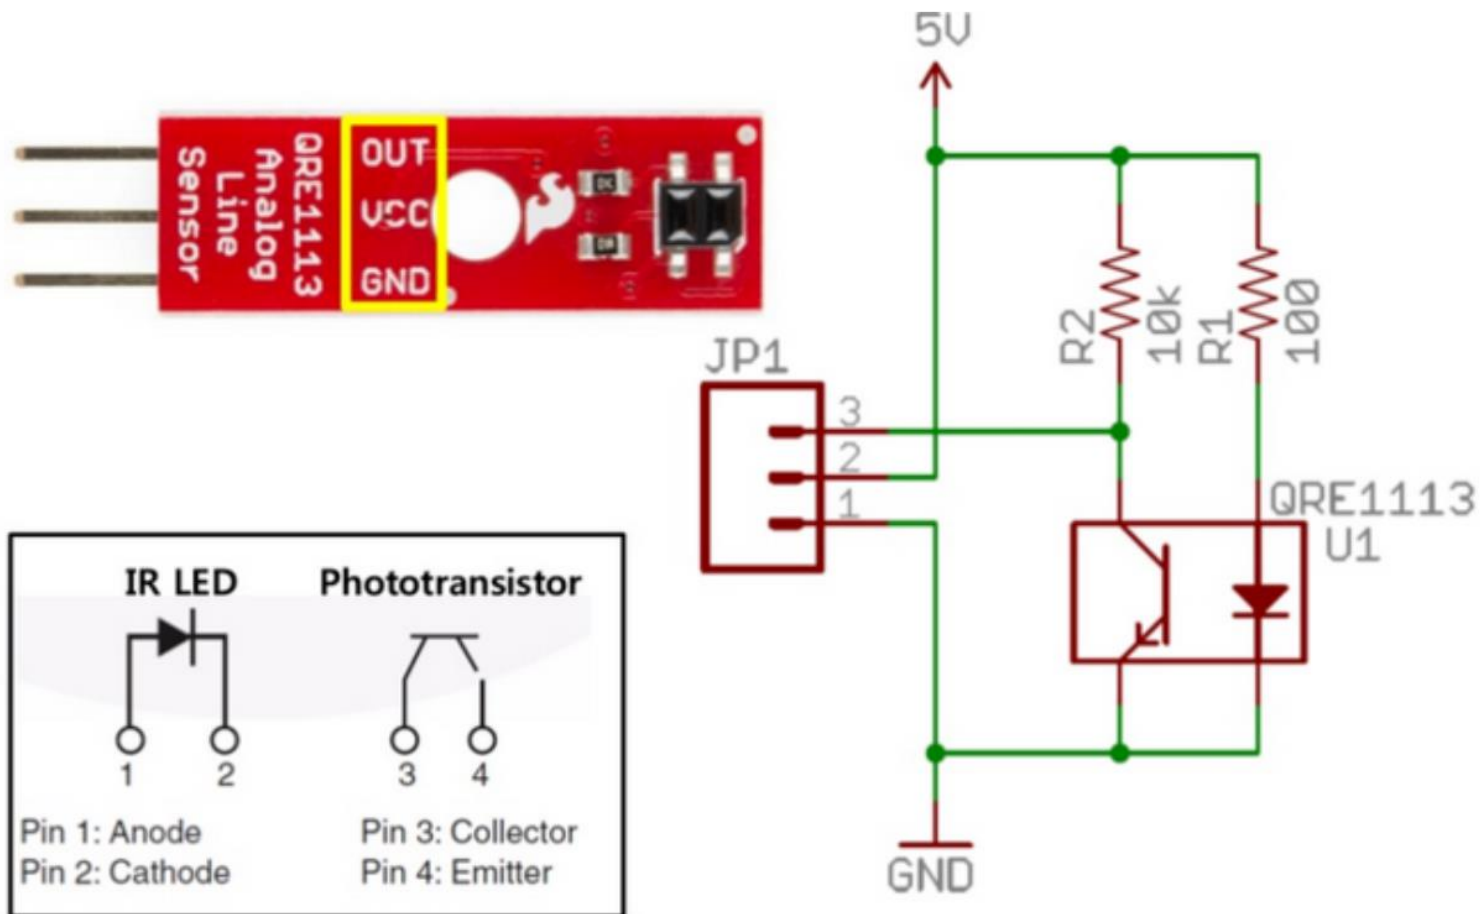 5V
QRE1113
Analog
Line
Sensor
OUT
VCC
GND
R2
10k
R1
100
JP1
3
2
1
QRE1113
U1
GND
IR LED Phototransistor
1 2 3 4
Pin 1: Anode Pin 3: Collector
Pin 2: Cathode Pin 4: Emitter